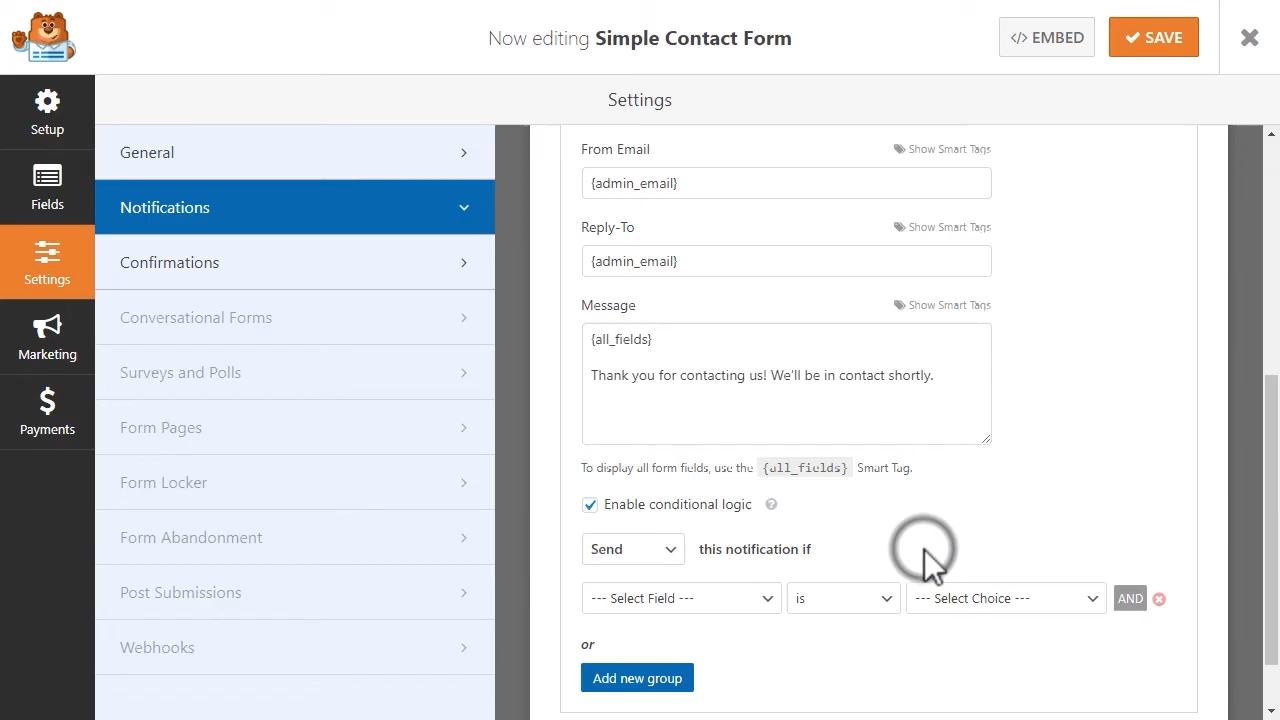 Now editing Simple Contact Form
</> EMBED
SAVE
Settings
Setup
Fields
Settings
Marketing
Payments
General
Notifications
Confirmations
Conversational Forms
Surveys and Polls
Form Pages
Form Locker
Form Abandonment
Post Submissions
Webhooks
From Email
Show Smart Tags
{admin_email}
Reply-To
Show Smart Tags
{admin_email}
Message
Show Smart Tags
{all_fields}
Thank you for contacting us! We'll be in contact shortly.
To display all form fields, use the {all_fields} Smart Tag.
Enable conditional logic ?
Send this notification if
--- Select Field --- is --- Select Choice --- AND
or
Add new group